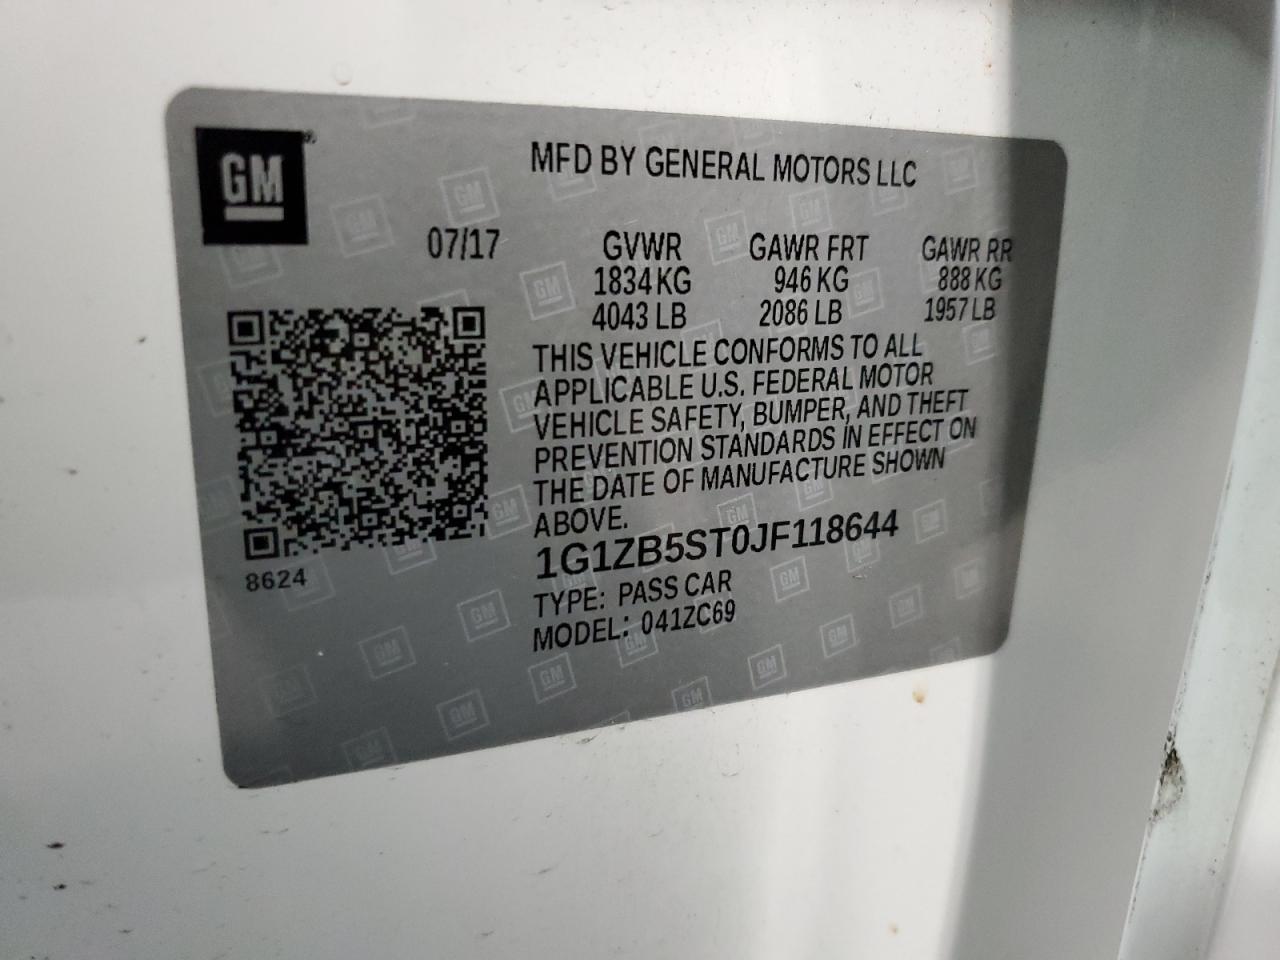 GM
MFD BY GENERAL MOTORS LLC
07/17 GVWR GAWR FRT GAWR RR
1834 KG 946 KG 888 KG
4043 LB 2086 LB 1957 LB
THIS VEHICLE CONFORMS TO ALL
APPLICABLE U.S. FEDERAL MOTOR
VEHICLE SAFETY, BUMPER, AND THEFT
PREVENTION STANDARDS IN EFFECT ON
THE DATE OF MANUFACTURE SHOWN
ABOVE.
1G1ZB5ST0JF118644
8624
TYPE: PASS CAR
MODEL: 041ZC69